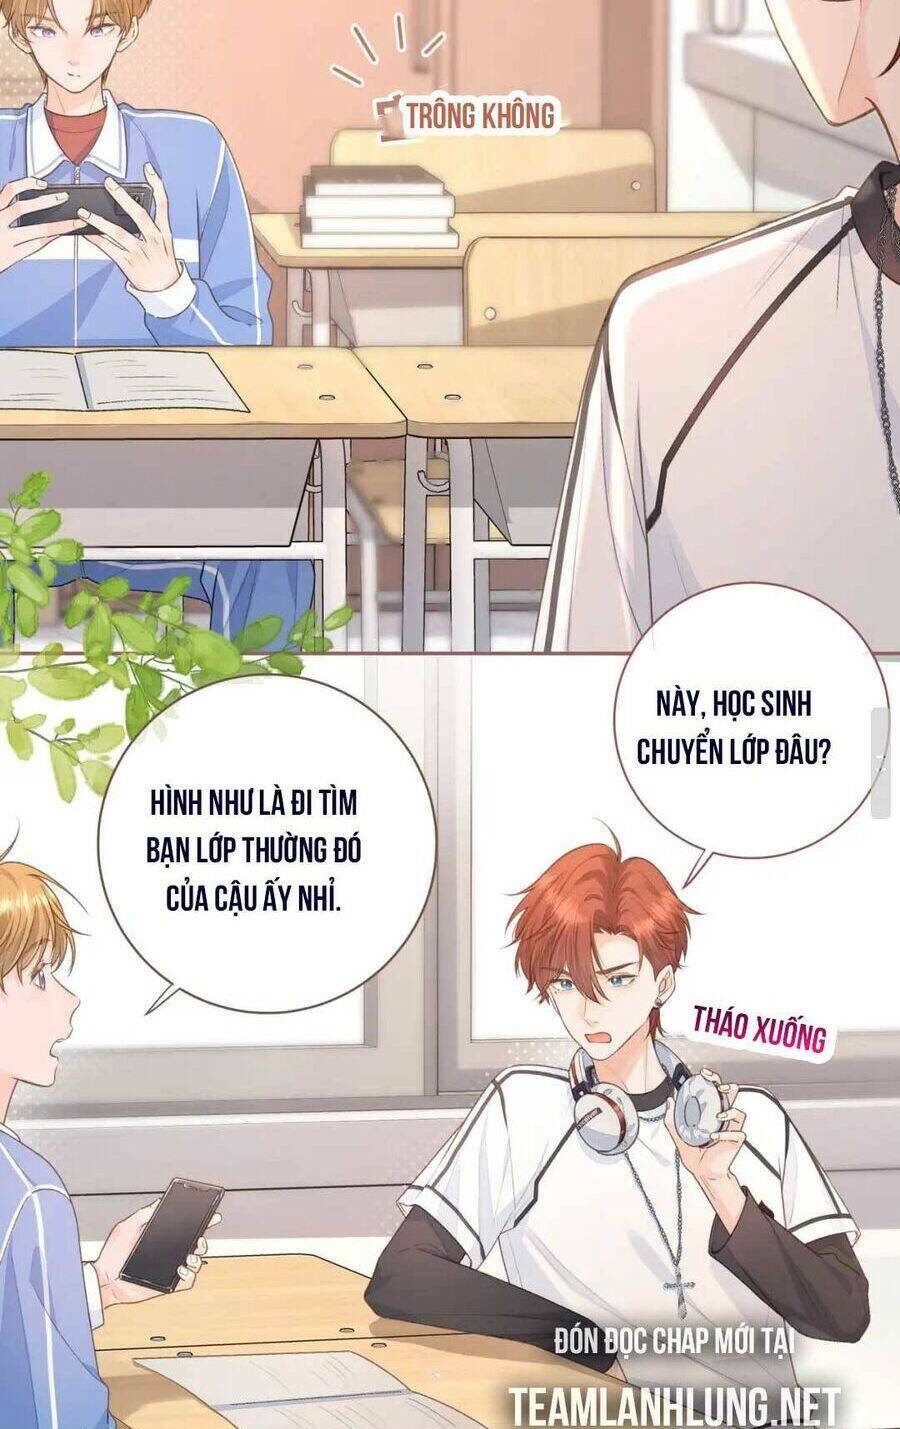 TRÔNG KHÔNG
NÀY, HỌC SINH
CHUYỂN LỚP ĐÂU?
HÌNH NHƯ LÀ ĐI TÌM
BẠN LỚP THƯỜNG ĐÓ
CỦA CẬU ẤY NHỈ.
THÁO XUỐNG
ĐÓN ĐỌC CHAP MỚI TẠI
TEAMLANHLUNG.NET